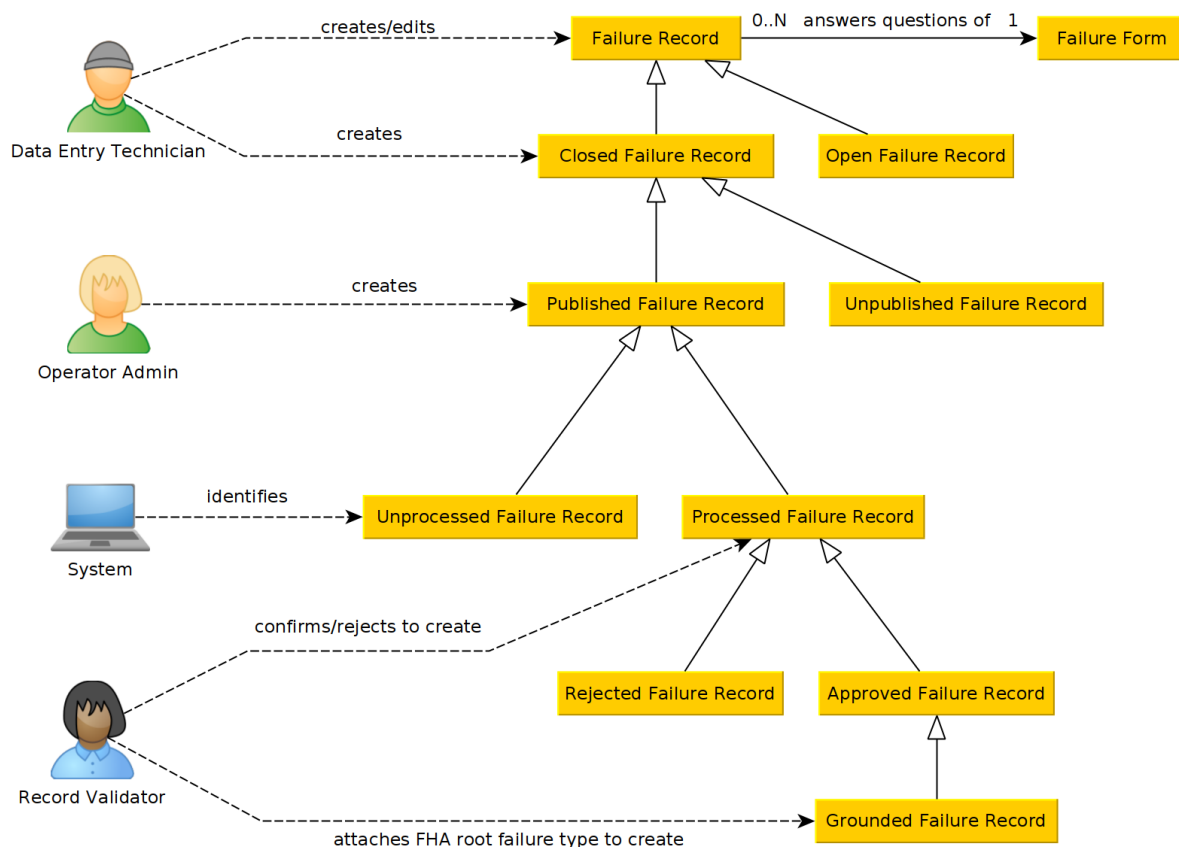 creates/edits
Failure Record
0..N answers questions of 1
Failure Form
Data Entry Technician
creates
Closed Failure Record
Open Failure Record
creates
Published Failure Record
Unpublished Failure Record
Operator Admin
identifies
Unprocessed Failure Record
Processed Failure Record
System
confirms/rejects to create
Rejected Failure Record
Approved Failure Record
Record Validator
Grounded Failure Record
attaches FHA root failure type to create